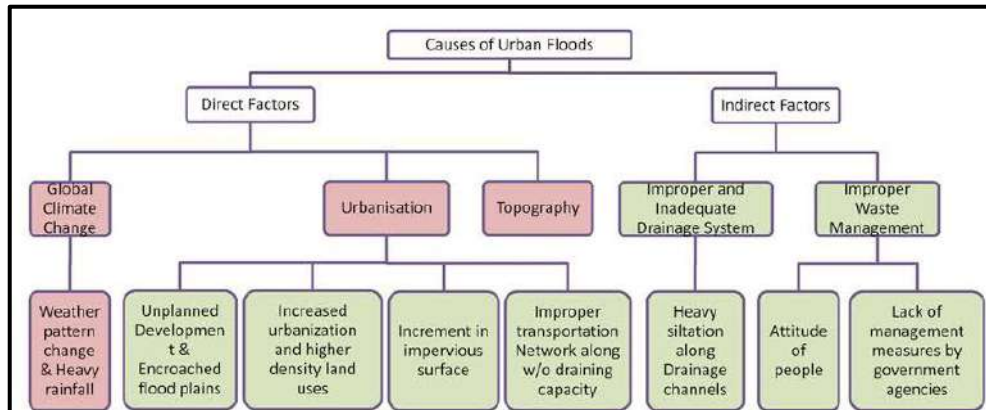 Causes of Urban Floods
Direct Factors
Indirect Factors
Global
Climate
Change
Urbanisation
Topography
Improper and
Inadequate
Drainage System
Improper
Waste
Management
Weather
pattern
change
& Heavy
rainfall
Unplanned
Developmen
t &
Encroached
flood plains
Increased
urbanization
and higher
density land
uses
Increment in
impervious
surface
Improper
transportation
Network along
w/o draining
capacity
Heavy
siltation
along
Drainage
channels
Attitude
of
people
Lack of
management
measures by
government
agencies